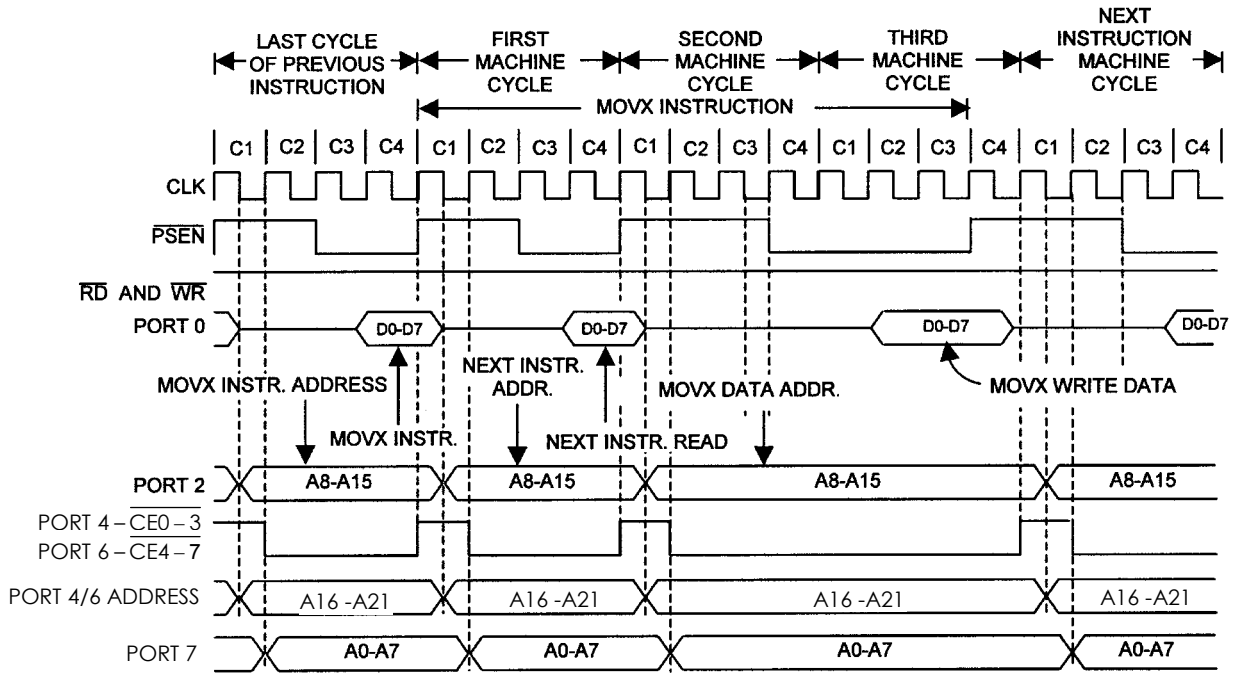 LAST CYCLE
OF PREVIOUS
INSTRUCTION
FIRST
MACHINE
CYCLE
SECOND
MACHINE
CYCLE
THIRD
MACHINE
CYCLE
NEXT
INSTRUCTION
MACHINE
CYCLE
MOVX INSTRUCTION
C1 C2 C3 C4 C1 C2 C3 C4 C1 C2 C3 C4 C1 C2 C3 C4 C1 C2 C3 C4
CLK
PSEN
RD AND WR
PORT 0
D0-D7 D0-D7 D0-D7 D0-D7
MOVX INSTR. ADDRESS
NEXT INSTR.
ADDR.
MOVX DATA ADDR.
MOVX WRITE DATA
MOVX INSTR.
NEXT INSTR. READ
PORT 2
A8-A15 A8-A15 A8-A15 A8-A15
PORT 4 – CE0 – 3
PORT 6 – CE4 – 7
PORT 4/6 ADDRESS
A16 -A21 A16 -A21 A16 -A21 A16 -A21
PORT 7
A0-A7 A0-A7 A0-A7 A0-A7